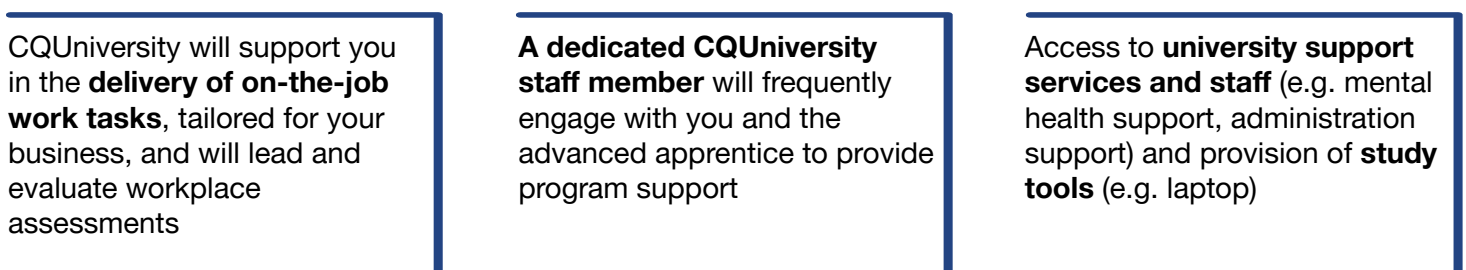 CQUniversity will support you
in the delivery of on-the-job
work tasks, tailored for your
business, and will lead and
evaluate workplace
assessments
A dedicated CQUniversity
staff member will frequently
engage with you and the
advanced apprentice to provide
program support
Access to university support
services and staff (e.g. mental
health support, administration
support) and provision of study
tools (e.g. laptop)